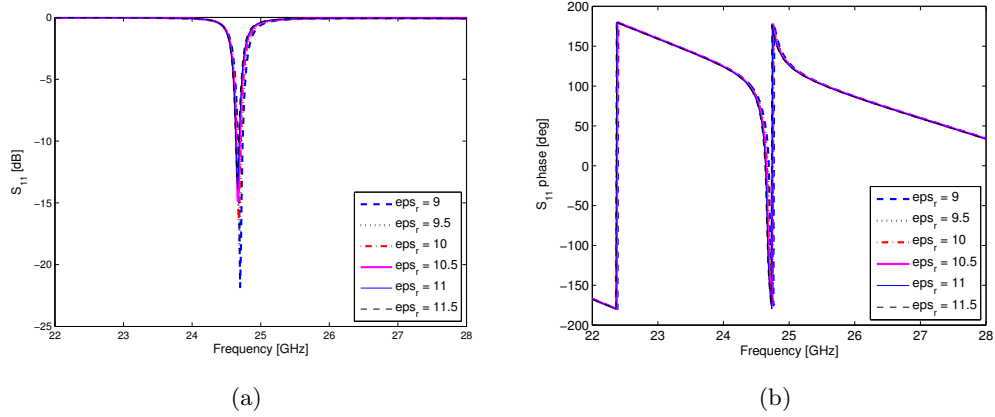 0
−5
−10
−15
−20
−25
22 23 24 25 26 27 28
Frequency [GHz]
S11 [dB]
epsr = 9
epsr = 9.5
epsr = 10
epsr = 10.5
epsr = 11
epsr = 11.5
(a)
200
150
100
50
0
−50
−100
−150
−200
22 23 24 25 26 27 28
Frequency [GHz]
S11 phase [deg]
epsr = 9
epsr = 9.5
epsr = 10
epsr = 10.5
epsr = 11
epsr = 11.5
(b)